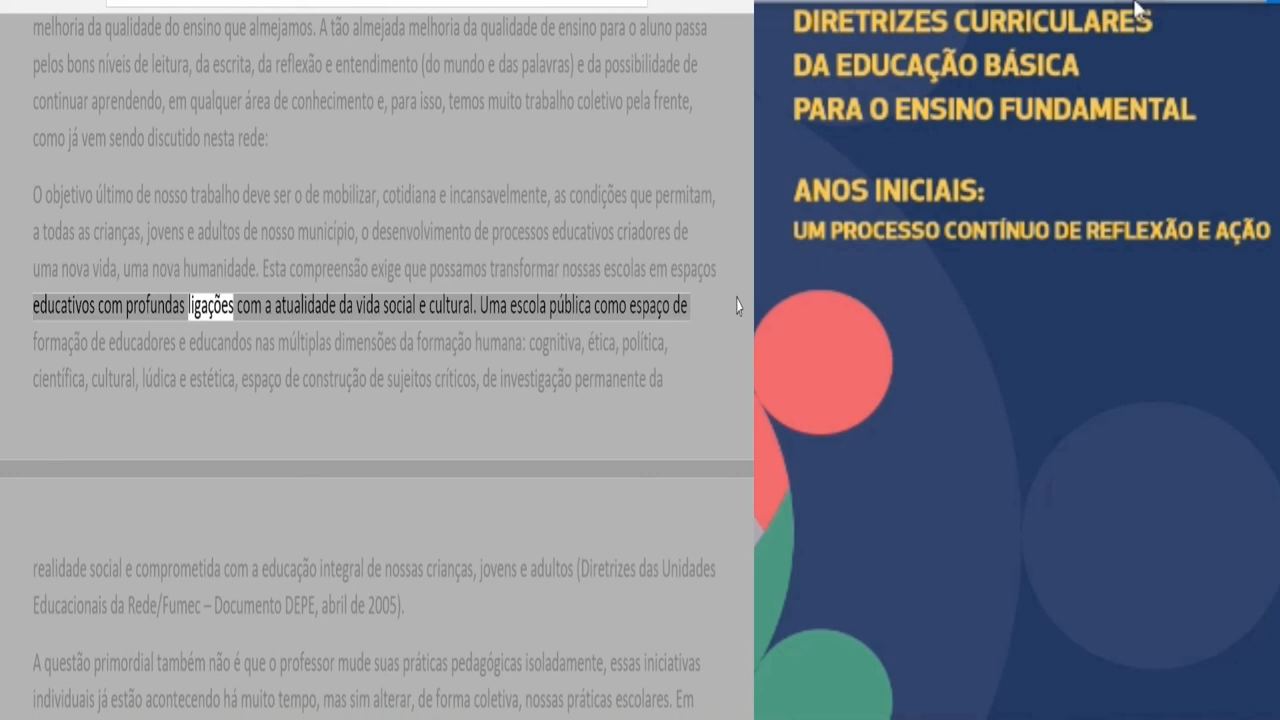 melhoria da qualidade do ensino que almejamos. A tão almejada melhoria da qualidade de ensino para o aluno passa
pelos bons níveis de leitura, da escrita, da reflexão e entendimento (do mundo e das palavras) e da possibilidade de
continuar aprendendo, em qualquer área de conhecimento e, para isso, temos muito trabalho coletivo pela frente,
como já vem sendo discutido nesta rede:
O objetivo último de nosso trabalho deve ser o de mobilizar, cotidiana e incansavelmente, as condições que permitam,
a todas as crianças, jovens e adultos de nosso município, o desenvolvimento de processos educativos criadores de
uma nova vida, uma nova humanidade. Esta compreensão exige que possamos transformar nossas escolas em espaços
educativos com profundas ligações com a atualidade da vida social e cultural. Uma escola pública como espaço de
formação de educadores e educandos nas múltiplas dimensões da formação humana: cognitiva, ética, política,
científica, cultural, lúdica e estética, espaço de construção de sujeitos críticos, de investigação permanente da
realidade social e comprometida com a educação integral de nossas crianças, jovens e adultos (Diretrizes das Unidades
Educacionais da Rede/Fumec – Documento DEPE, abril de 2005).
A questão primordial também não é que o professor mude suas práticas pedagógicas isoladamente, essas iniciativas
individuais já estão acontecendo há muito tempo, mas sim alterar, de forma coletiva, nossas práticas escolares. Em
DIRETRIZES CURRICULARES
DA EDUCAÇÃO BÁSICA
PARA O ENSINO FUNDAMENTAL
ANOS INICIAIS:
UM PROCESSO CONTÍNUO DE REFLEXÃO E AÇÃO